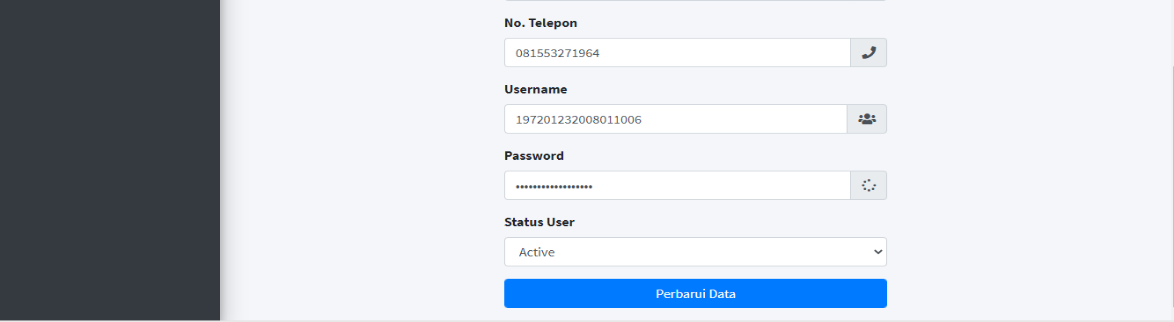 No. Telepon
081553271964
Username
197201232008011006
Password
••••••••••••••••••
Status User
Active
Perbarui Data